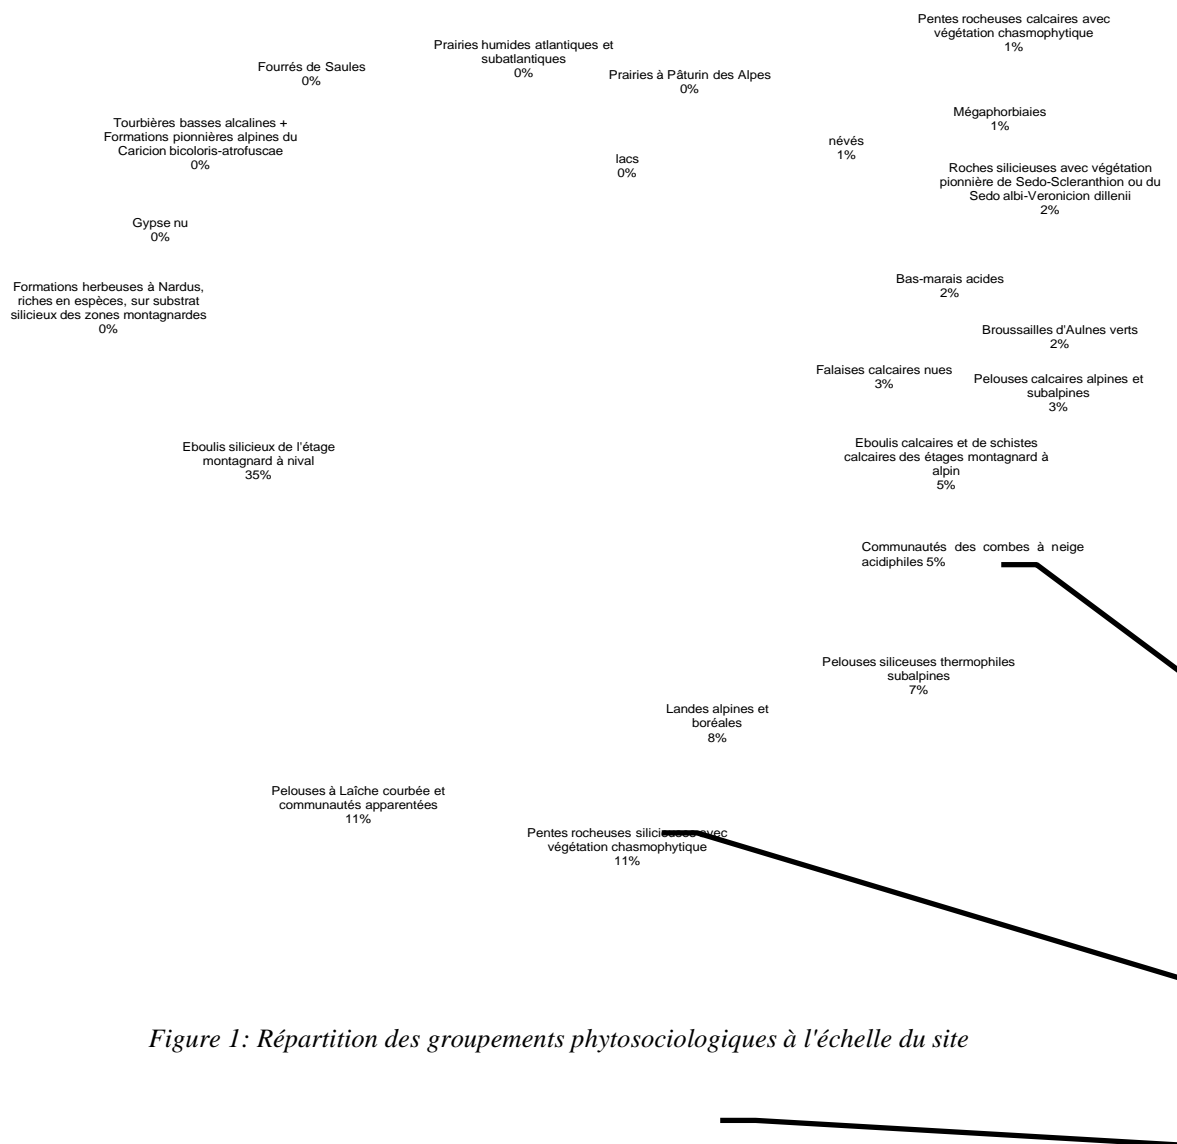 Pentes rocheuses calcaires avec
végétation chasmophytique
1%
Prairies humides atlantiques et
subatlantiques
0%
Fourrés de Saules
0%
Prairies à Pâturin des Alpes
0%
Tourbières basses alcalines +
Formations pionnières alpines du
Caricion bicoloris-atrofuscae
0%
Mégaphorbiaies
1%
névés
1%
lacs
0%
Roches silicieuses avec végétation
pionnière de Sedo-Scleranthion ou du
Sedo albi-Veronicion dillenii
2%
Gypse nu
0%
Bas-marais acides
2%
Formations herbeuses à Nardus,
riches en espèces, sur substrat
silicieux des zones montagnardes
0%
Broussailles d'Aulnes verts
2%
Falaises calcaires nues
3%
Pelouses calcaires alpines et
subalpines
3%
Eboulis silicieux de l'étage
montagnard à nival
35%
Eboulis calcaires et de schistes
calcaires des étages montagnard à
alpin
5%
Communautés des combes à neige
acidiphiles 5%
Pelouses siliceuses thermophiles
subalpines
7%
Landes alpines et
boréales
8%
Pelouses à Laîche courbée et
communautés apparentées
11%
Pentes rocheuses silicieuses avec
végétation chasmophytique
11%
Figure 1: Répartition des groupements phytosociologiques à l'échelle du site